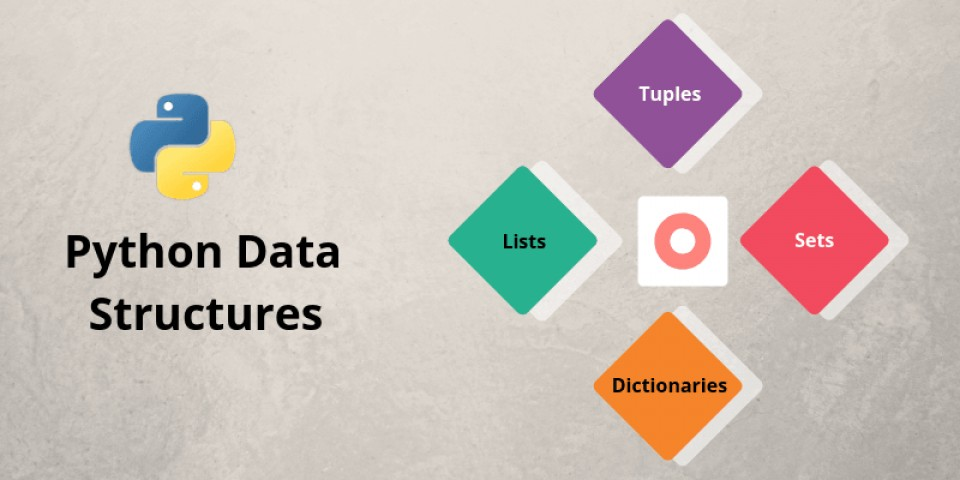 Python Data
Structures
Tuples
Lists
Sets
Dictionaries